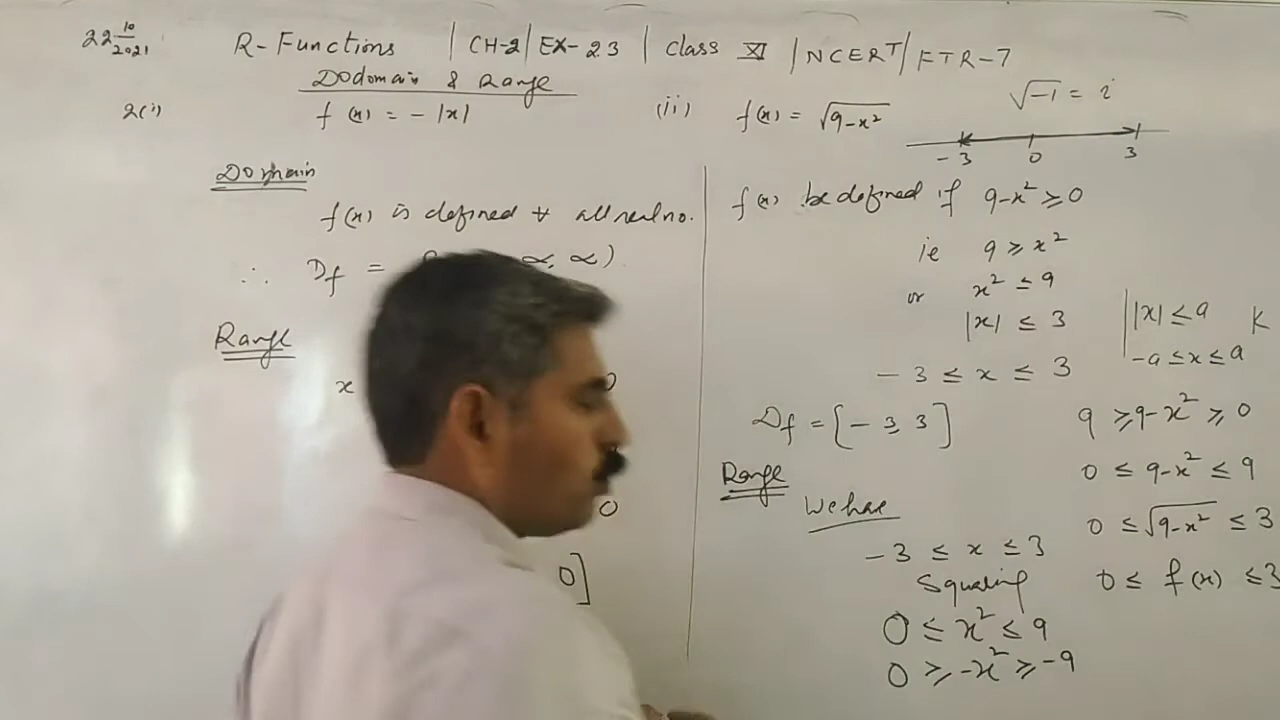 22 10/2021 R-Functions | CH-2 | EX-2.3 | Class XI | NCERT | FTR-7
DOdomain & Range
2(i) f(x) = -|x|
Domain
f(x) is defined ∀ all real no.
∴ Df = ∝, ∝)
Range
x
0
0
0]
(ii) f(x) = √9-x²
√-1 = i
-3 0 3
f(x) be defined if 9-x² ≥ 0
ie 9 ≥ x²
or x² ≤ 9
|x| ≤ 3
-3 ≤ x ≤ 3
|x| ≤ a K
-a ≤ x ≤ a
Df = [-3, 3]
Range
We have
-3 ≤ x ≤ 3
Squaring
0 ≤ x² ≤ 9
0 ≥ -x² ≥ -9
9 ≥ 9-x² ≥ 0
0 ≤ 9-x² ≤ 9
0 ≤ √9-x² ≤ 3
0 ≤ f(x) ≤ 3